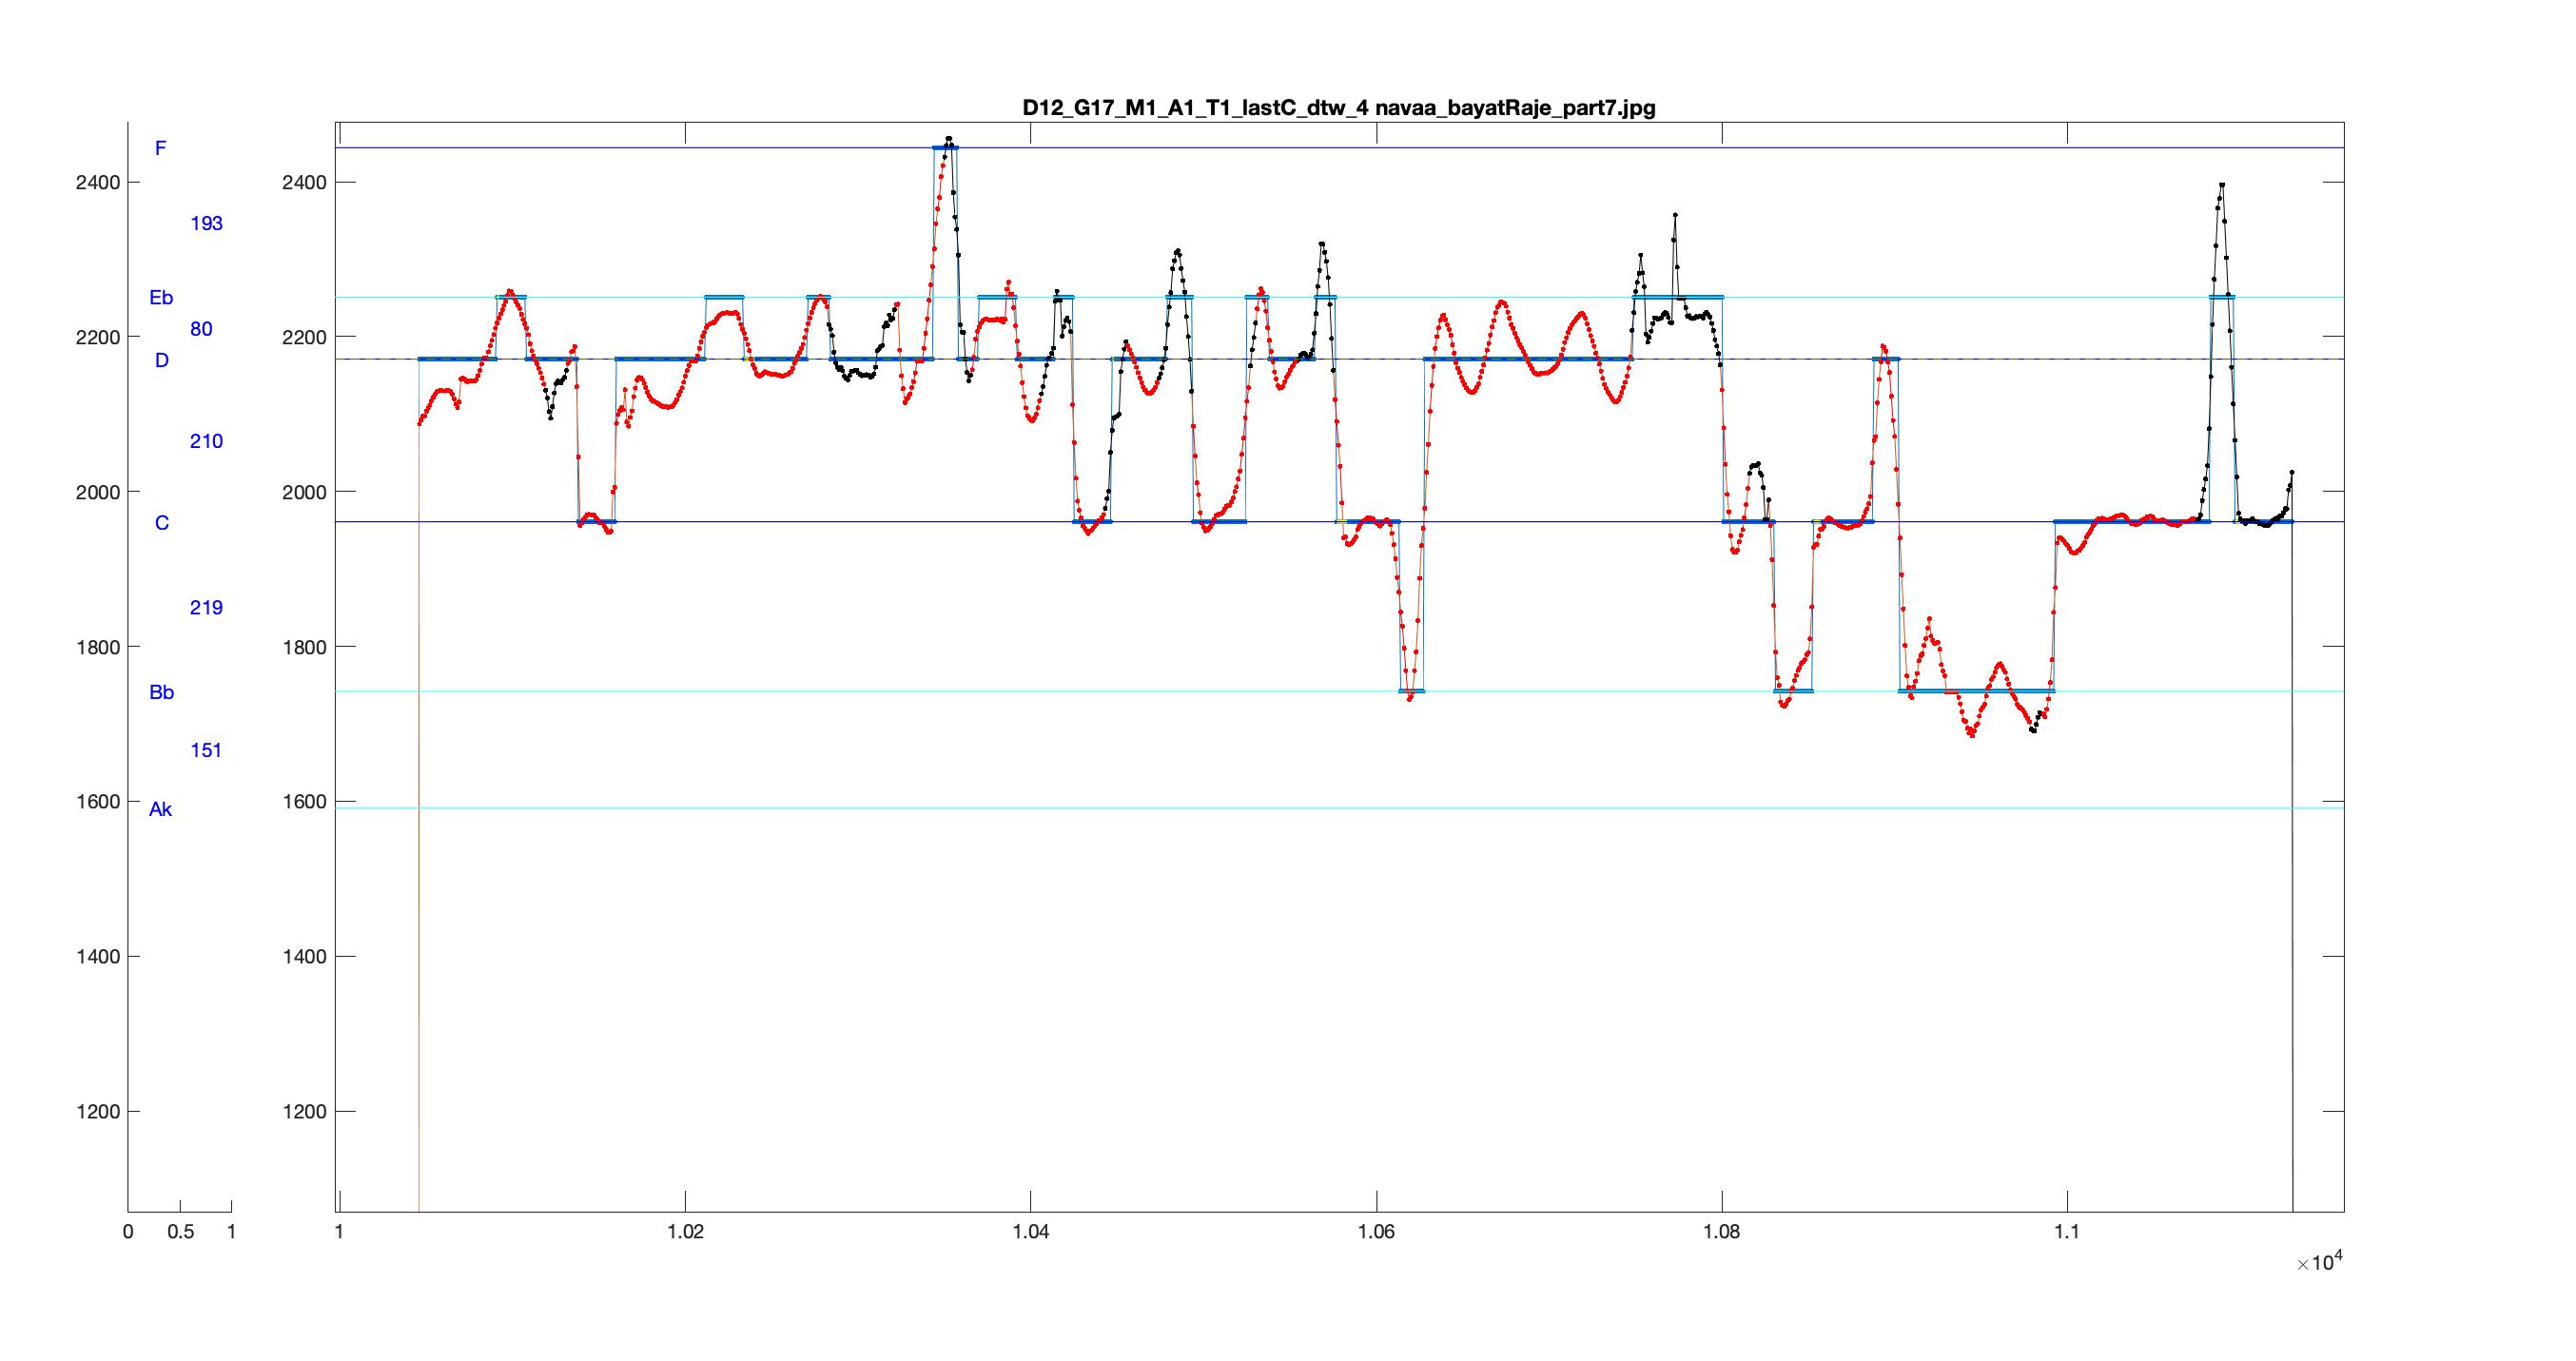 D12_G17_M1_A1_T1_lastC_dtw_4 navaa_bayatRaje_part7.jpg
F
2400 2400
193
Eb
80
2200 2200
D
210
2000 2000
C
219
1800 1800
Bb
151
1600 1600
Ak
1400 1400
1200 1200
0 0.5 1 1 1.02 1.04 1.06 1.08 1.1
×10^4